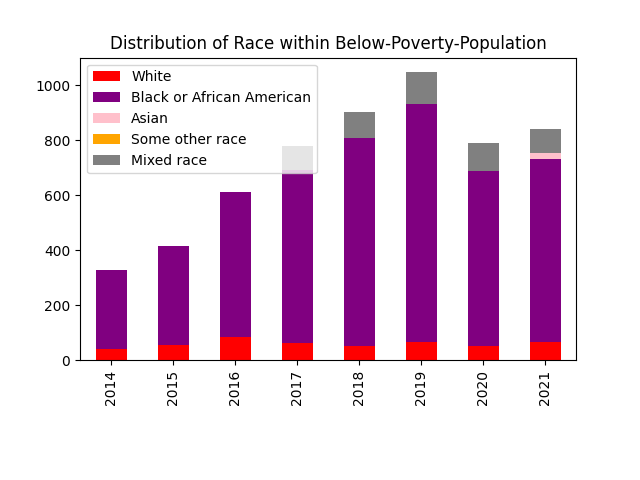 Distribution of Race within Below-Poverty-Population
White
Black or African American
Asian
Some other race
Mixed race
1000
800
600
400
200
0
2014
2015
2016
2017
2018
2019
2020
2021